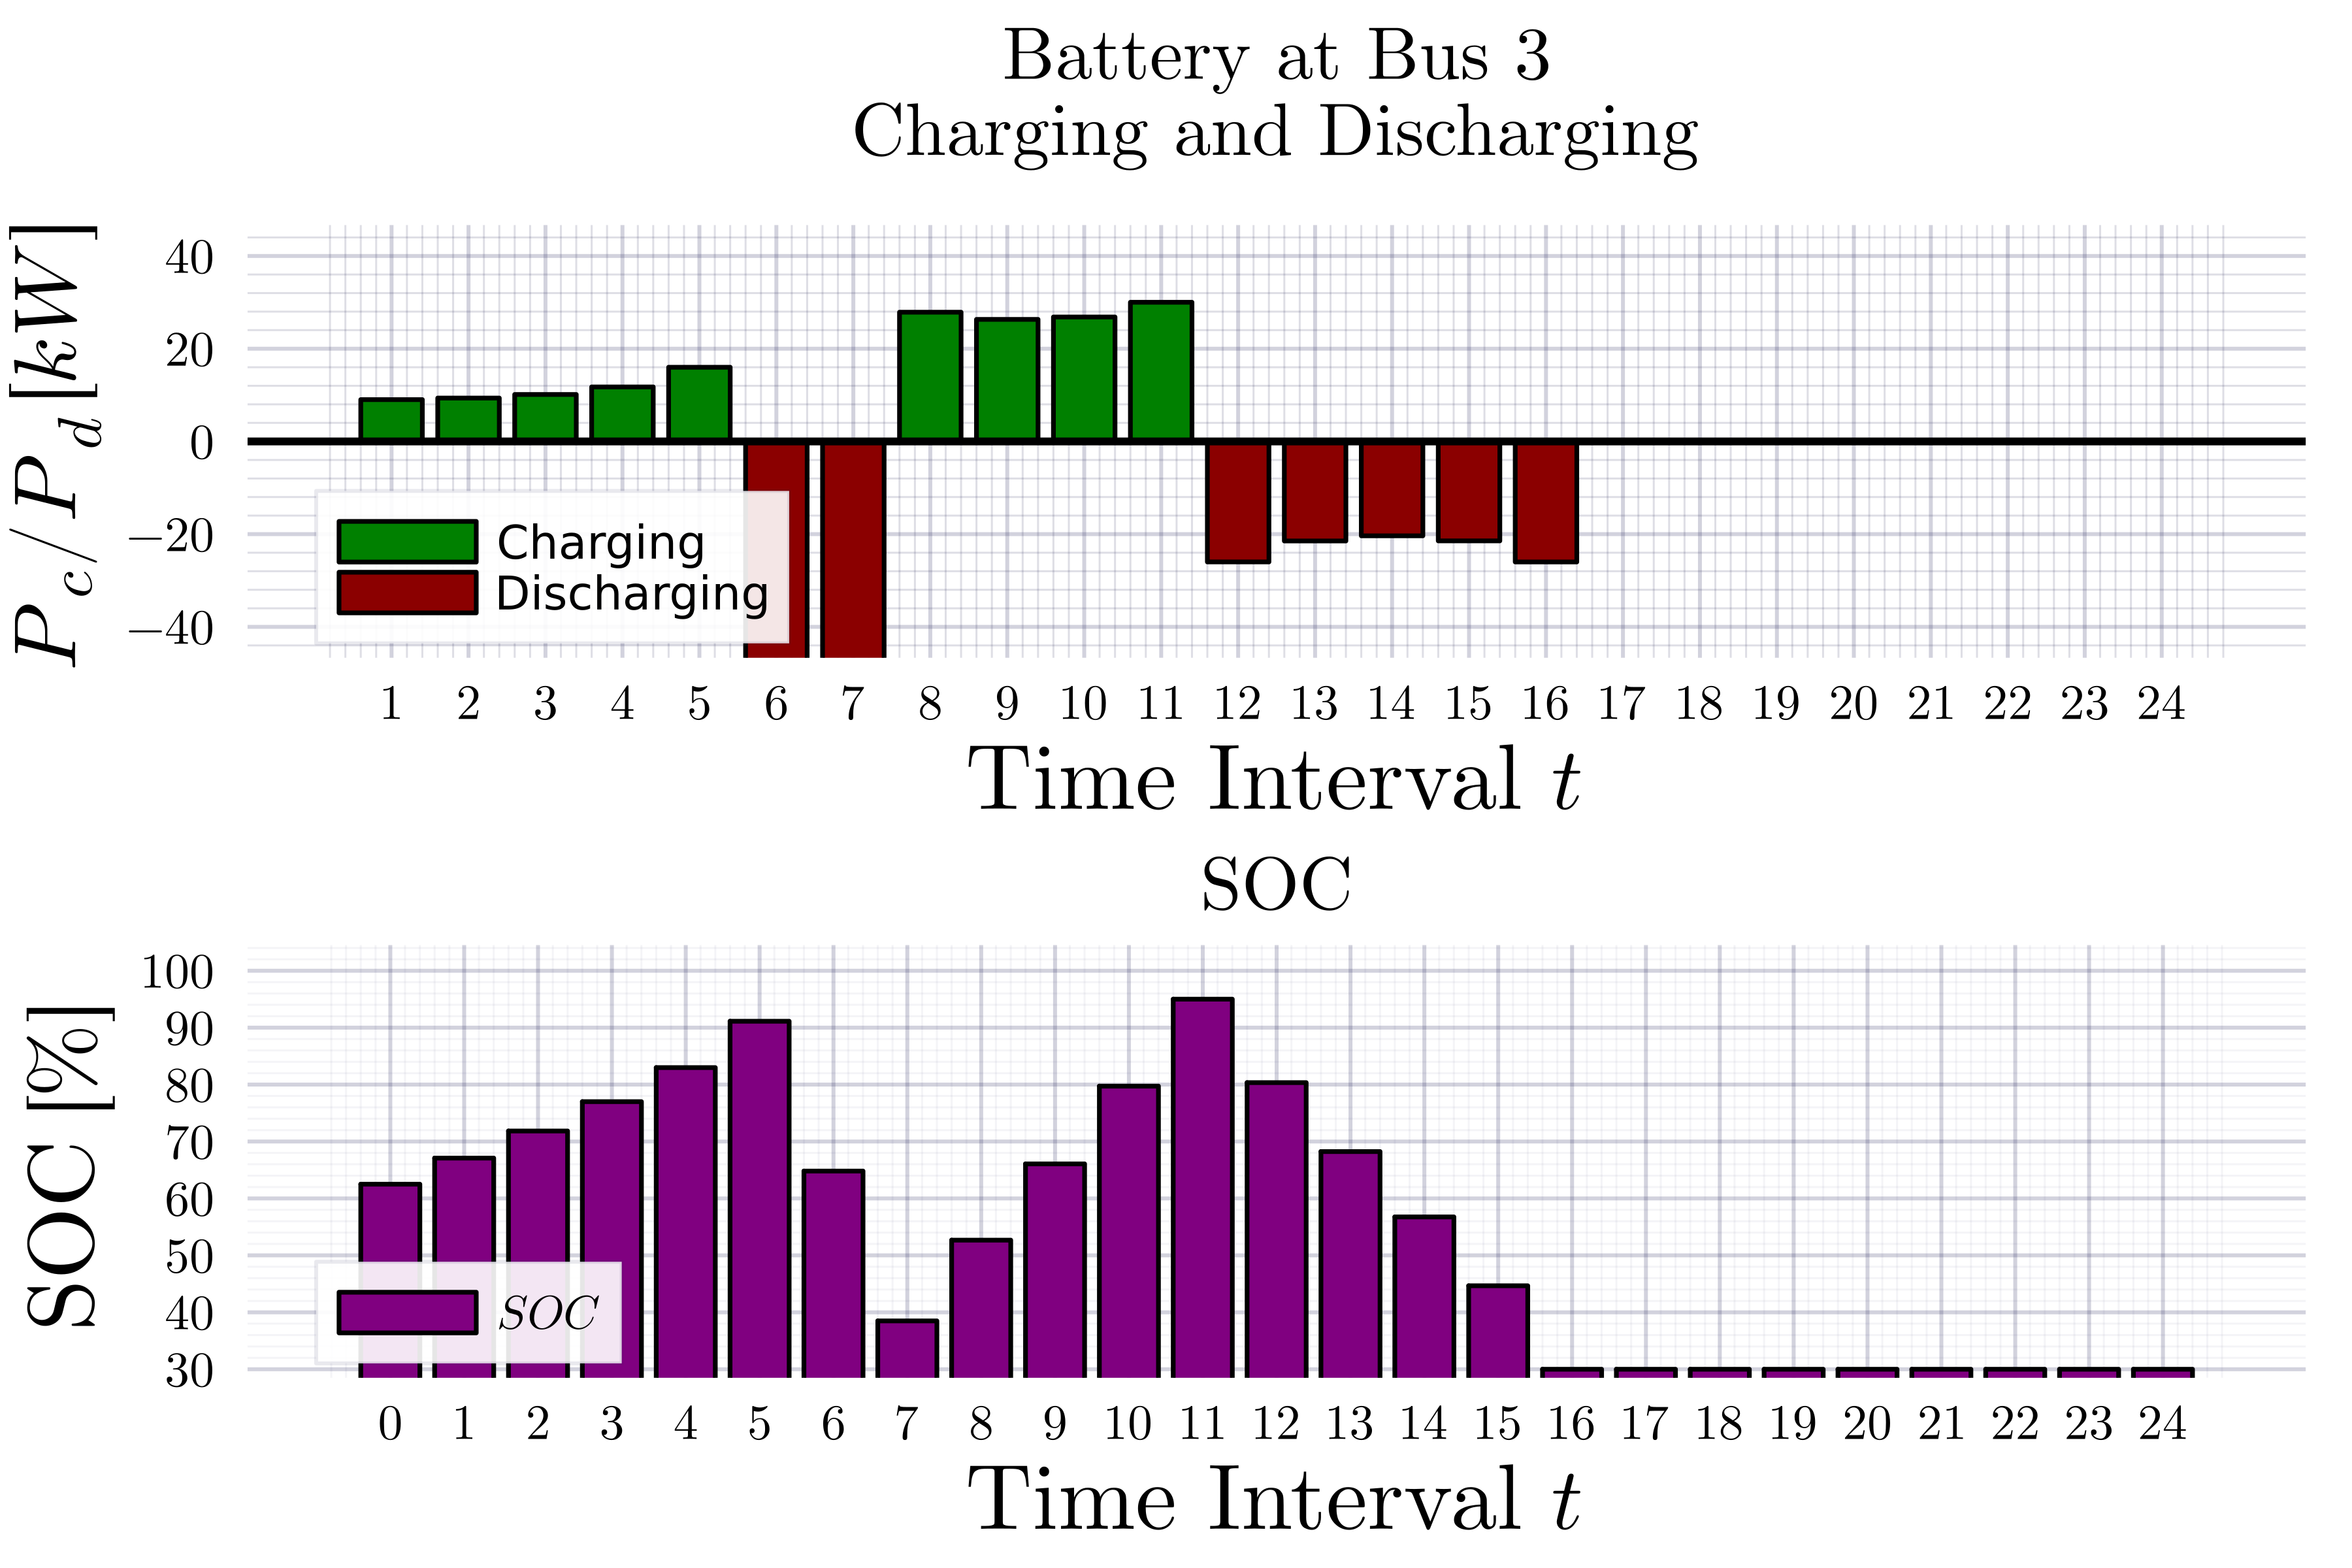 Battery at Bus 3
Charging and Discharging
P_c/P_d [kW]
40
20
0
−20
−40
Charging
Discharging
1 2 3 4 5 6 7 8 9 10 11 12 13 14 15 16 17 18 19 20 21 22 23 24
Time Interval t
SOC
SOC [%]
100
90
80
70
60
50
40
30
SOC
0 1 2 3 4 5 6 7 8 9 10 11 12 13 14 15 16 17 18 19 20 21 22 23 24
Time Interval t